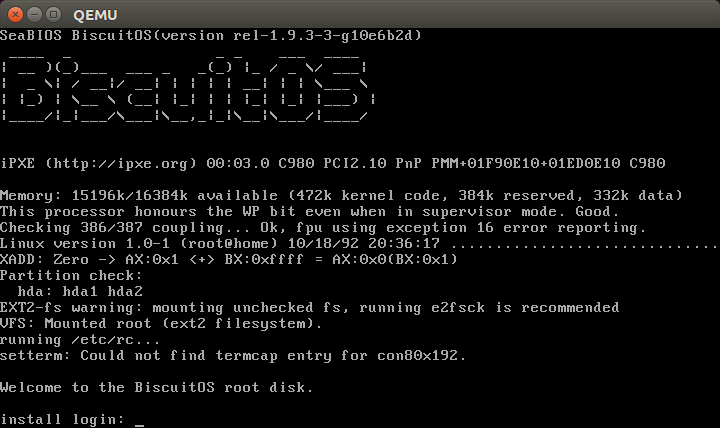 QEMU
SeaBIOS BiscuitOS(version rel-1.9.3-3-g10e6b2d)
BiscuitOS
iPXE (http://ipxe.org) 00:03.0 C980 PCI2.10 PnP PMM+01F90E10+01ED0E10 C980
Memory: 15196k/16384k available (472k kernel code, 384k reserved, 332k data)
This processor honours the WP bit even when in supervisor mode. Good.
Checking 386/387 coupling... Ok, fpu using exception 16 error reporting.
Linux version 1.0-1 (root@home) 10/18/92 20:36:17 ..............................
XADD: Zero -> AX:0x1 <+> BX:0xffff = AX:0x0(BX:0x1)
Partition check:
  hda: hda1 hda2
EXT2-fs warning: mounting unchecked fs, running e2fsck is recommended
VFS: Mounted root (ext2 filesystem).
running /etc/rc...
setterm: Could not find termcap entry for con80x192.
Welcome to the BiscuitOS root disk.
install login: _